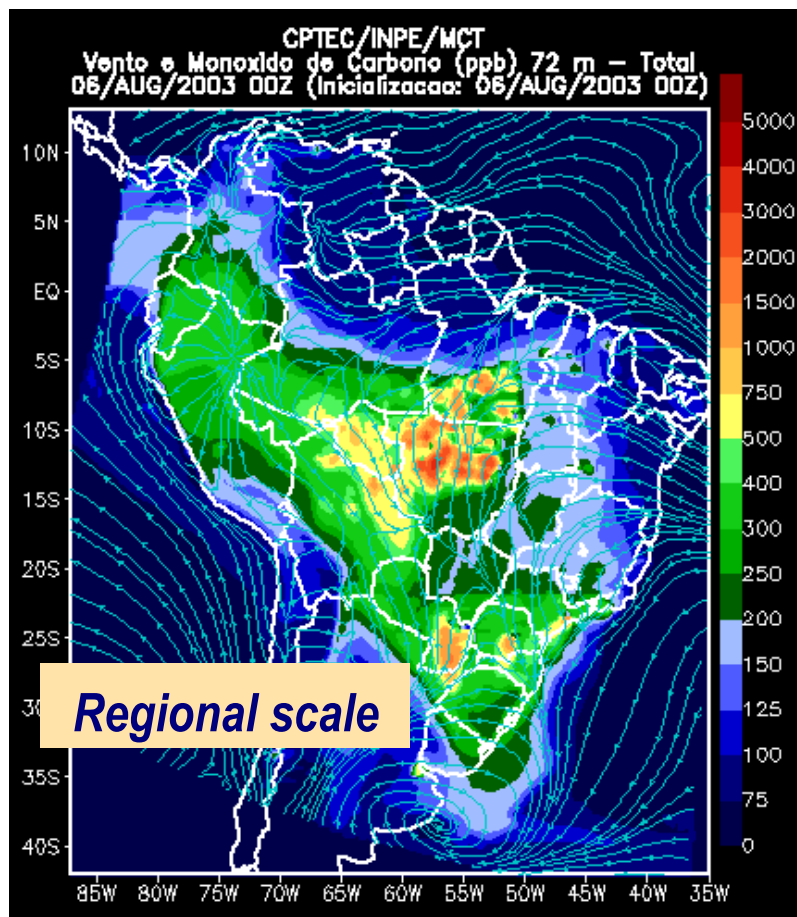 CPTEC/INPE/MCT
Vento e Monoxido de Carbono (ppb) 72 m – Total
06/AUG/2003 00Z (Inicializacao: 06/AUG/2003 00Z)
10N
5N
EQ
5S
10S
15S
20S
25S
35S
40S
85W 80W 75W 70W 65W 60W 55W 50W 45W 40W 35W
5000
4000
3000
2000
1500
1000
750
500
400
300
250
200
150
125
100
75
0
Regional scale